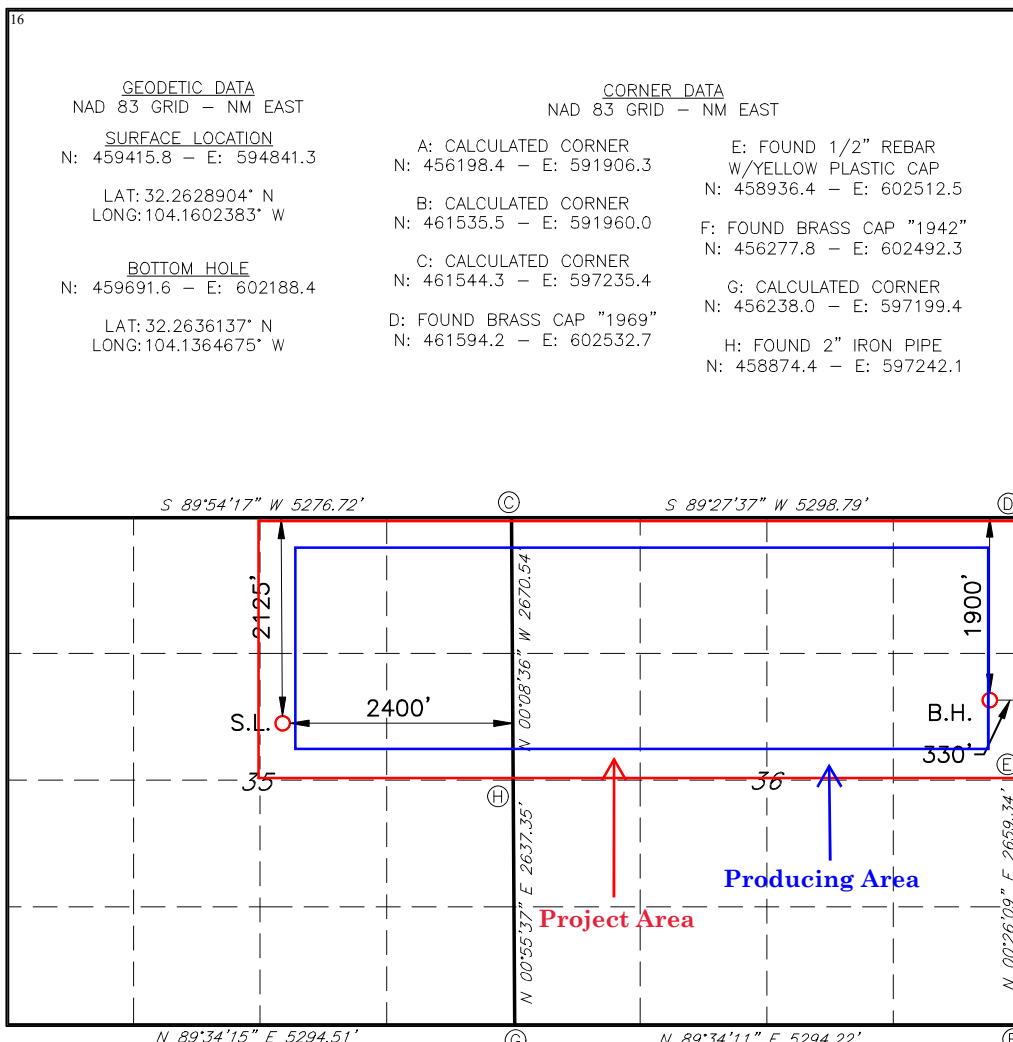 16
GEODETIC DATA
NAD 83 GRID – NM EAST
SURFACE LOCATION
N: 459415.8 – E: 594841.3
LAT: 32.2628904° N
LONG: 104.1602383° W
BOTTOM HOLE
N: 459691.6 – E: 602188.4
LAT: 32.2636137° N
LONG: 104.1364675° W
CORNER DATA
NAD 83 GRID – NM EAST
A: CALCULATED CORNER
N: 456198.4 – E: 591906.3
B: CALCULATED CORNER
N: 461535.5 – E: 591960.0
C: CALCULATED CORNER
N: 461544.3 – E: 597235.4
D: FOUND BRASS CAP "1969"
N: 461594.2 – E: 602532.7
E: FOUND 1/2" REBAR
W/YELLOW PLASTIC CAP
N: 458936.4 – E: 602512.5
F: FOUND BRASS CAP "1942"
N: 456277.8 – E: 602492.3
G: CALCULATED CORNER
N: 456238.0 – E: 597199.4
H: FOUND 2" IRON PIPE
N: 458874.4 – E: 597242.1
S 89°54'17" W 5276.72'
C
S 89°27'37" W 5298.79'
D
2125'
N 00°08'36" W 2670.54'
1900'
S.L.
2400'
B.H.
330'
E
35
36
H
N 00°55'37" E 2637.35'
N 00°26'09" E 2659.34'
Producing Area
Project Area
N 89°34'15" E 5294.51'
G
N 89°34'11" E 5294.22'